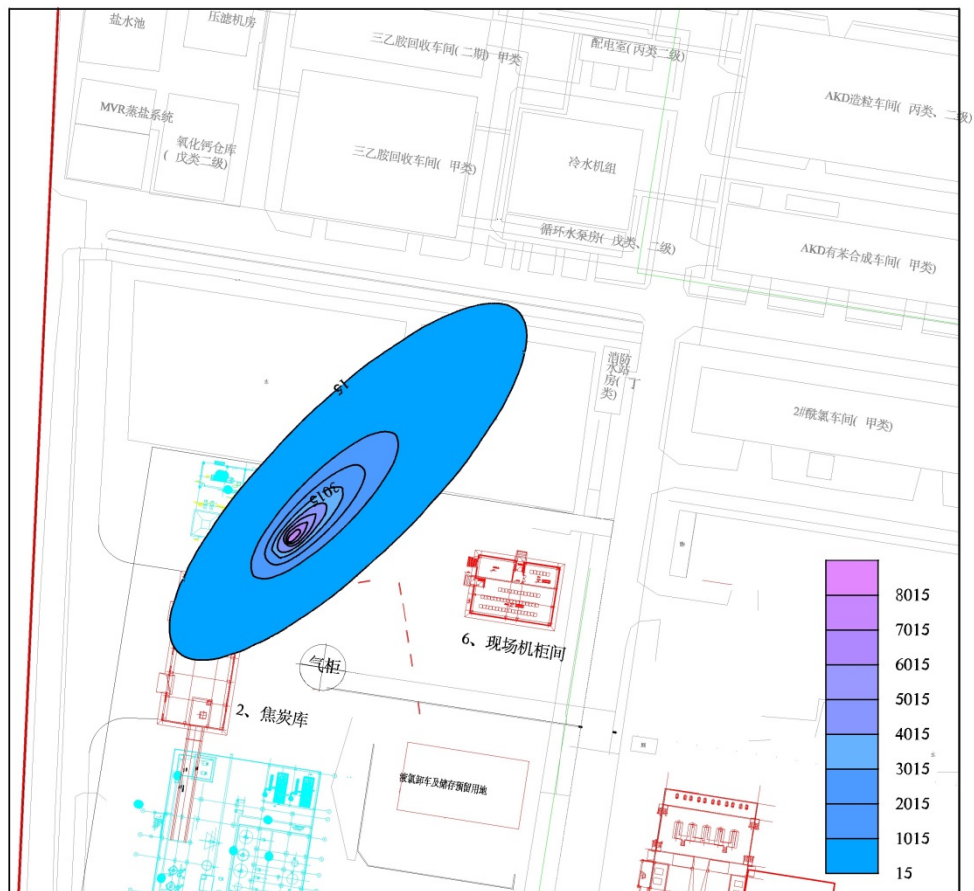 盐水池
压滤机房
三乙胺回收车间(二期) 甲类
配电室(丙类二级)
AKD造粒车间( 丙类、二级)
MVR蒸盐系统
氧化钙仓库
( 戊类二级)
三乙胺回收车间( 甲类)
冷水机组
循环水泵房( 戊类、二级)
AKD有苯合成车间( 甲类)
消防
水站
房( 丁
类)
15
2#酰氯车间( 甲类)
3015
6、现场机柜间
气柜
2、焦炭库
液氯卸车及储存预留用地
8015
7015
6015
5015
4015
3015
2015
1015
15